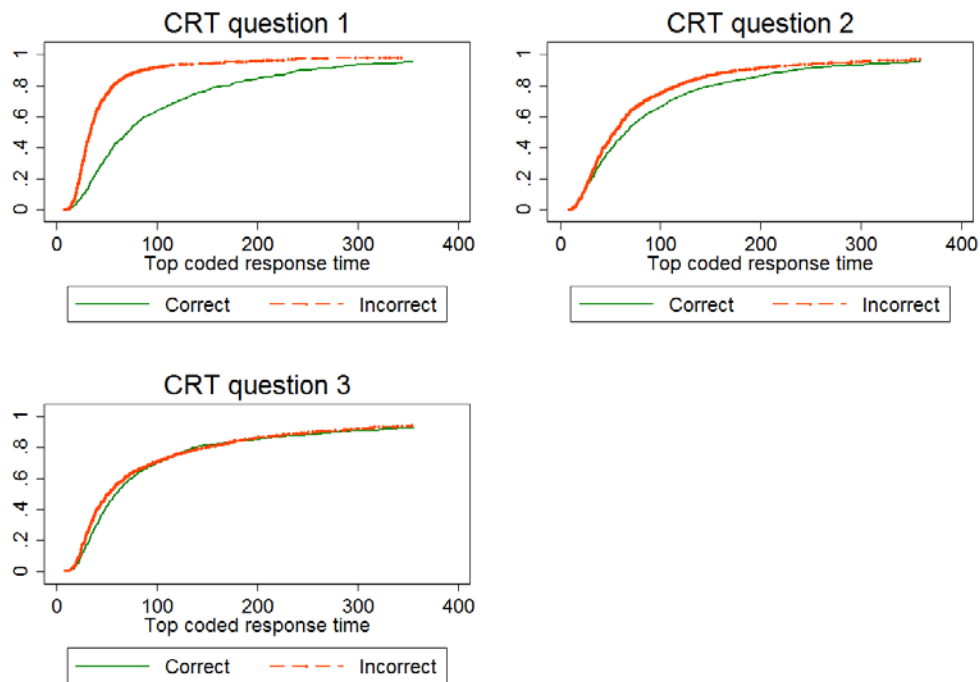 CRT question 1
0 .2 .4 .6 .8 1
0 100 200 300 400
Top coded response time
Correct Incorrect
CRT question 2
0 .2 .4 .6 .8 1
0 100 200 300 400
Top coded response time
Correct Incorrect
CRT question 3
0 .2 .4 .6 .8 1
0 100 200 300 400
Top coded response time
Correct Incorrect